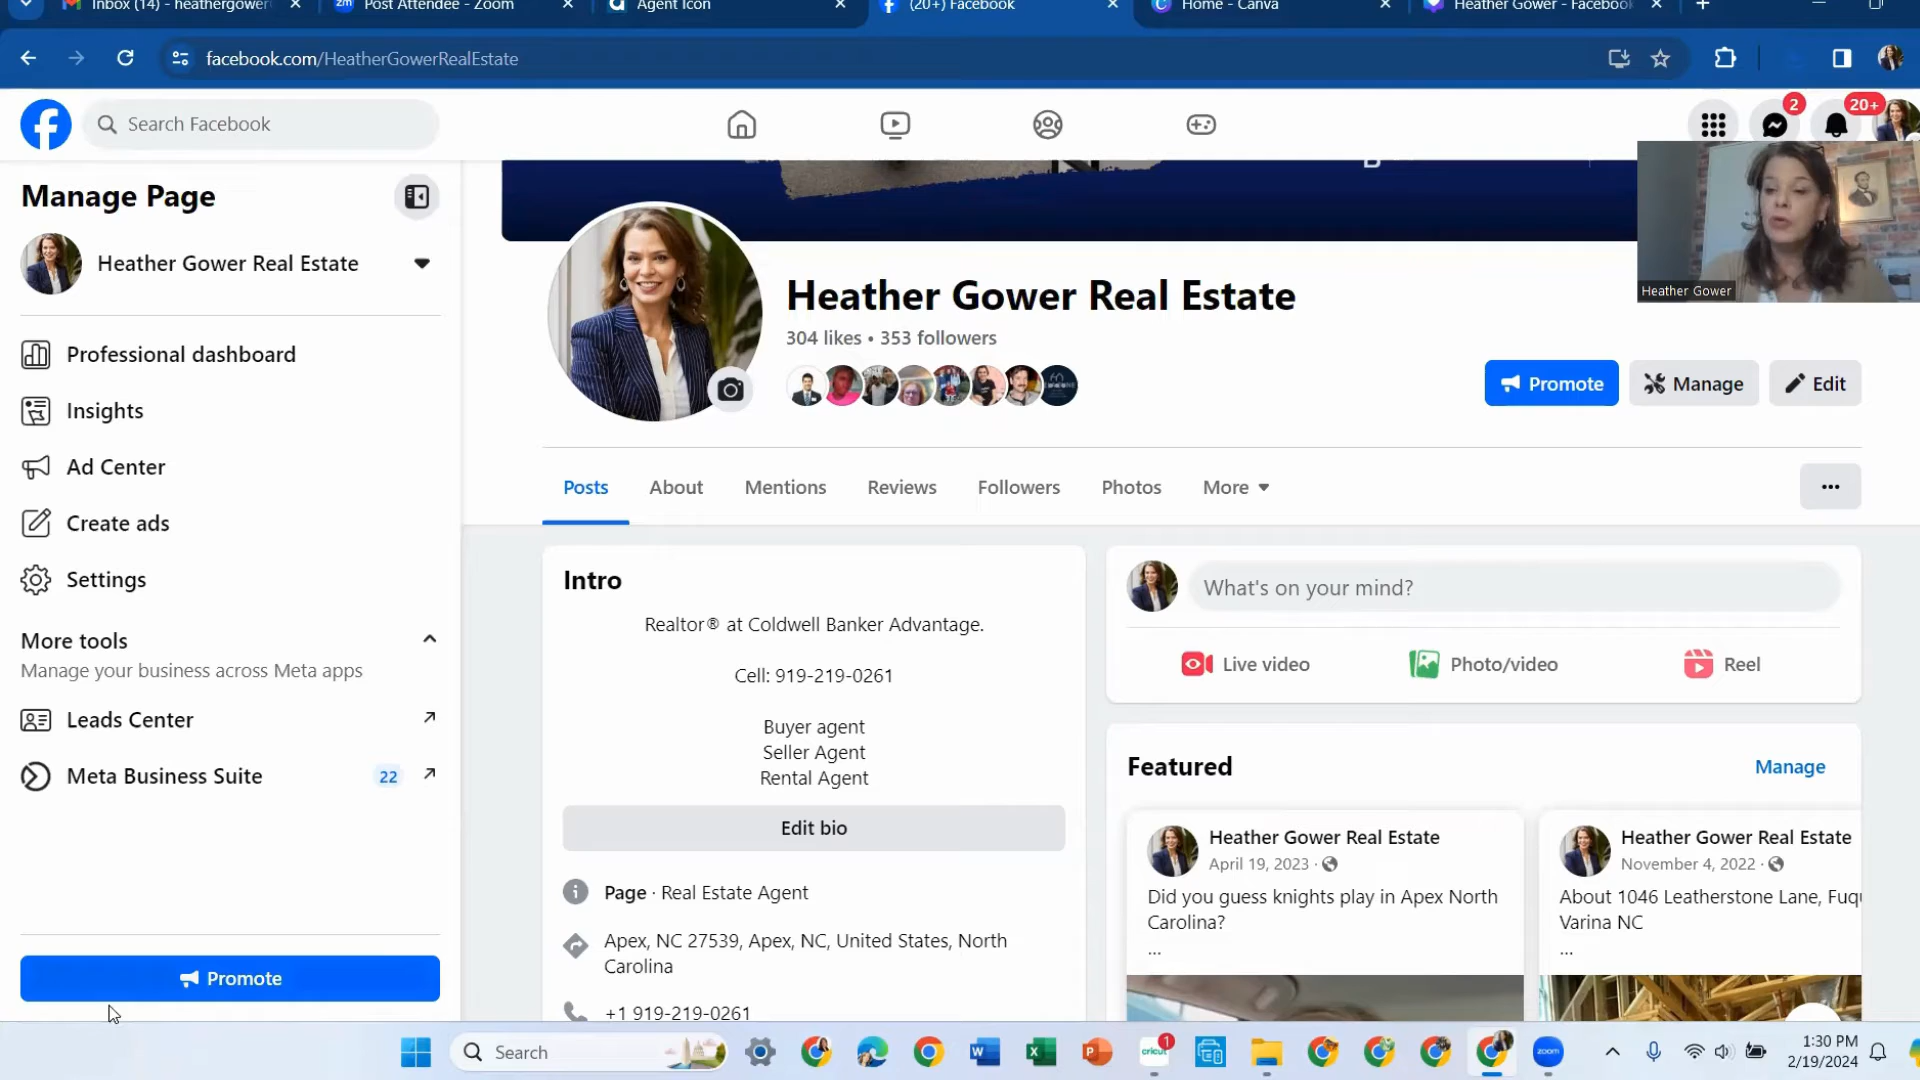 Inbox (14) - heathergower
Post Attendee - Zoom
Agent Icon
(20+) Facebook
Home - Canva
Heather Gower - Facebook
facebook.com/HeatherGowerRealEstate
Search Facebook
2
20+
Manage Page
Heather Gower Real Estate
Professional dashboard
Insights
Ad Center
Create ads
Settings
More tools
Manage your business across Meta apps
Leads Center
Meta Business Suite 22
Promote
Heather Gower
Heather Gower Real Estate
304 likes • 353 followers
Promote
Manage
Edit
Posts
About
Mentions
Reviews
Followers
Photos
More
Intro
Realtor® at Coldwell Banker Advantage.
Cell: 919-219-0261
Buyer agent
Seller Agent
Rental Agent
Edit bio
Page · Real Estate Agent
Apex, NC 27539, Apex, NC, United States, North
Carolina
+1 919-219-0261
What's on your mind?
Live video
Photo/video
Reel
Featured
Manage
Heather Gower Real Estate
April 19, 2023 ·
Did you guess knights play in Apex North
Carolina?
...
Heather Gower Real Estate
November 4, 2022 ·
About 1046 Leatherstone Lane, Fuq
Varina NC
...
Search
cricut
1
zoom
1:30 PM
2/19/2024